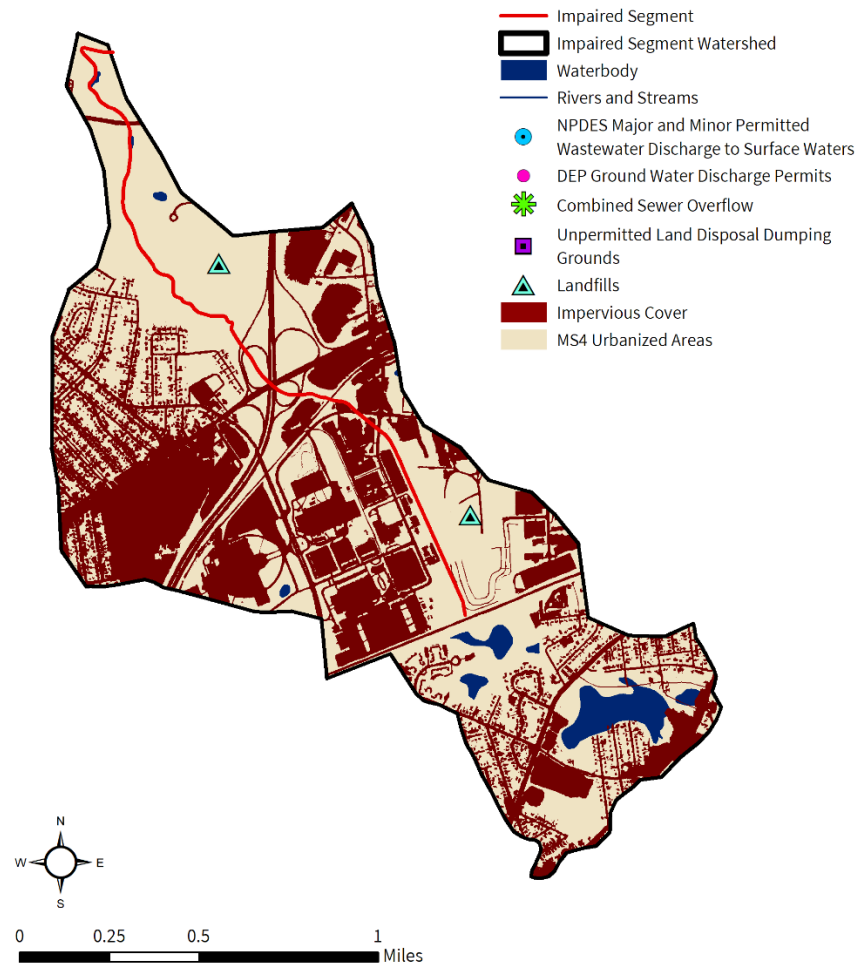 Impaired Segment
Impaired Segment Watershed
Waterbody
Rivers and Streams
NPDES Major and Minor Permitted
Wastewater Discharge to Surface Waters
DEP Ground Water Discharge Permits
Combined Sewer Overflow
Unpermitted Land Disposal Dumping
Grounds
Landfills
Impervious Cover
MS4 Urbanized Areas
N
W E
S
0 0.25 0.5 1
Miles